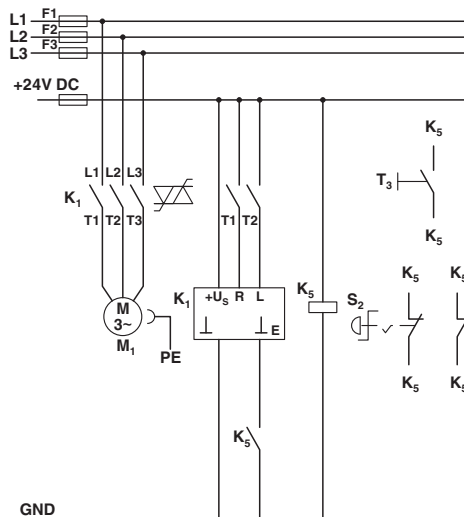 L1 F1
L2 F2
L3 F3
+24V DC
L1 L2 L3
K1
T1 T2 T3
T1 T2
K5
T3
K5
K1 +US R L
E
K5
S2
K5 K5
K5 K5
M
3~
M1
PE
K5
GND